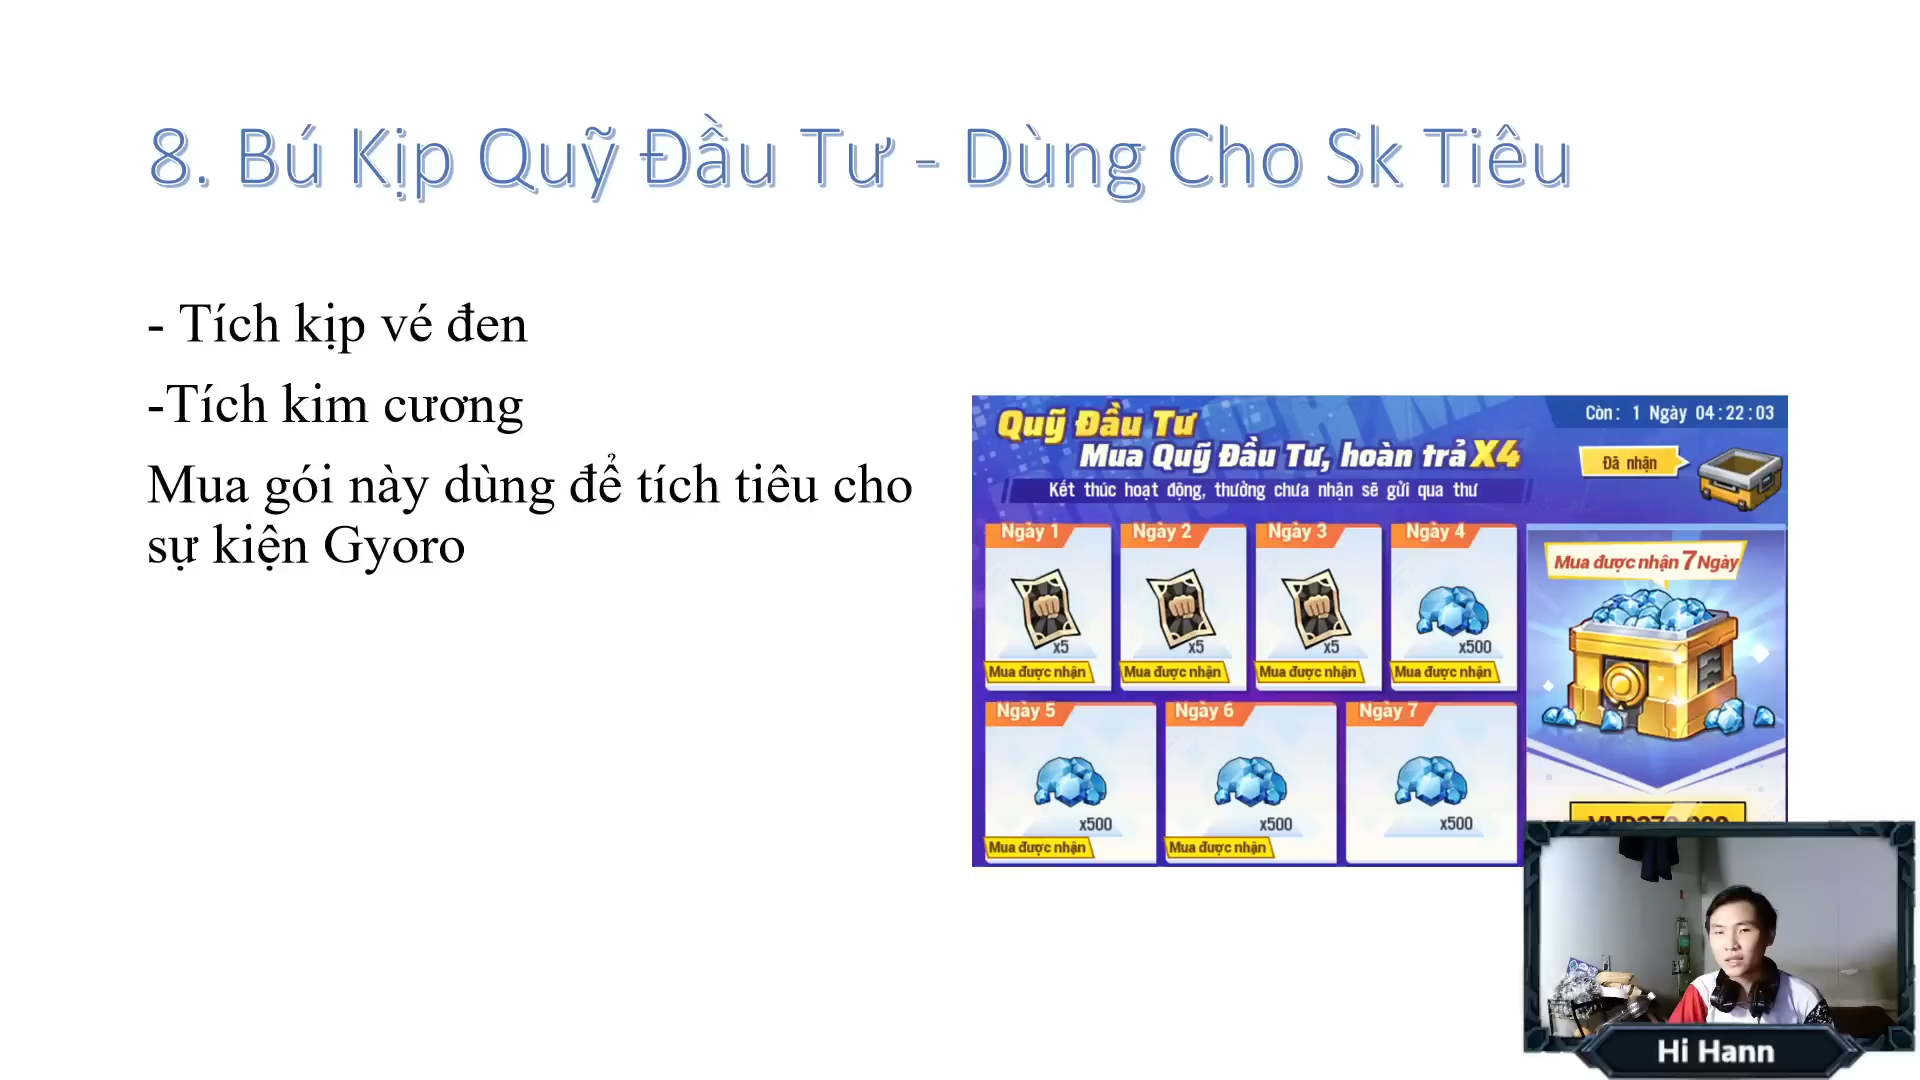 8. Bú Kịp Quỹ Đầu Tư - Dùng Cho Sk Tiêu
- Tích kịp vé đen
-Tích kim cương
Mua gói này dùng để tích tiêu cho
sự kiện Gyoro
Quỹ Đầu Tư
Còn: 1 Ngày 04:22:03
Mua Quỹ Đầu Tư, hoàn trả X4
Đã nhận
Kết thúc hoạt động, thưởng chưa nhận sẽ gửi qua thư
Ngày 1
Ngày 2
Ngày 3
Ngày 4
x5
x5
x5
x500
Mua được nhận
Mua được nhận
Mua được nhận
Mua được nhận
Mua được nhận 7 Ngày
Ngày 5
Ngày 6
Ngày 7
x500
x500
x500
Mua được nhận
Mua được nhận
Hi Hann